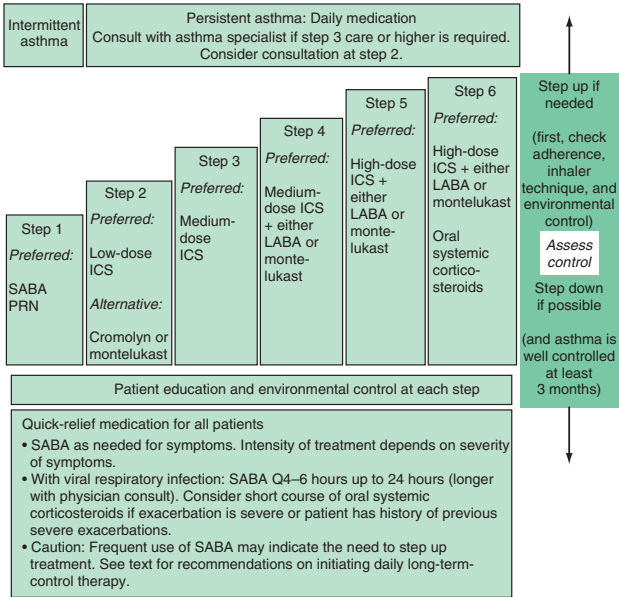 Intermittent
asthma
Persistent asthma: Daily medication
Consult with asthma specialist if step 3 care or higher is required.
Consider consultation at step 2.
Step 1
Preferred:
SABA
PRN
Step 2
Preferred:
Low-dose
ICS
Alternative:
Cromolyn or
montelukast
Step 3
Preferred:
Medium-
dose
ICS
Step 4
Preferred:
Medium-
dose ICS
+ either
LABA or
monte-
lukast
Step 5
Preferred:
High-dose
ICS +
either
LABA or
monte-
lukast
Step 6
Preferred:
High-dose
ICS + either
LABA or
montelukast
Oral
systemic
cortico-
steroids
Step up if
needed
(first, check
adherence,
inhaler
technique, and
environmental
control)
Assess
control
Step down
if possible
(and asthma is
well controlled
at least
3 months)
Patient education and environmental control at each step
Quick-relief medication for all patients
• SABA as needed for symptoms. Intensity of treatment depends on severity
of symptoms.
• With viral respiratory infection: SABA Q4–6 hours up to 24 hours (longer
with physician consult). Consider short course of oral systemic
corticosteroids if exacerbation is severe or patient has history of previous
severe exacerbations.
• Caution: Frequent use of SABA may indicate the need to step up
treatment. See text for recommendations on initiating daily long-term-
control therapy.